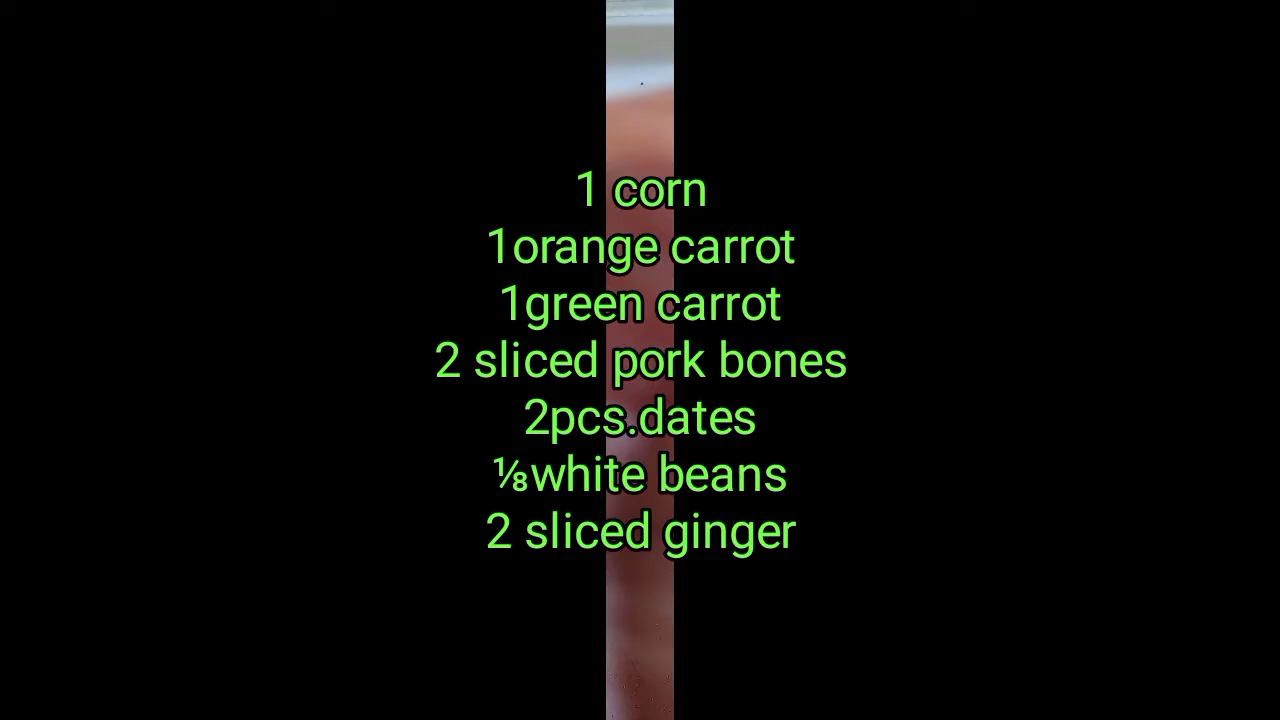 1 corn
1orange carrot
1green carrot
2 sliced pork bones
2pcs.dates
⅛white beans
2 sliced ginger